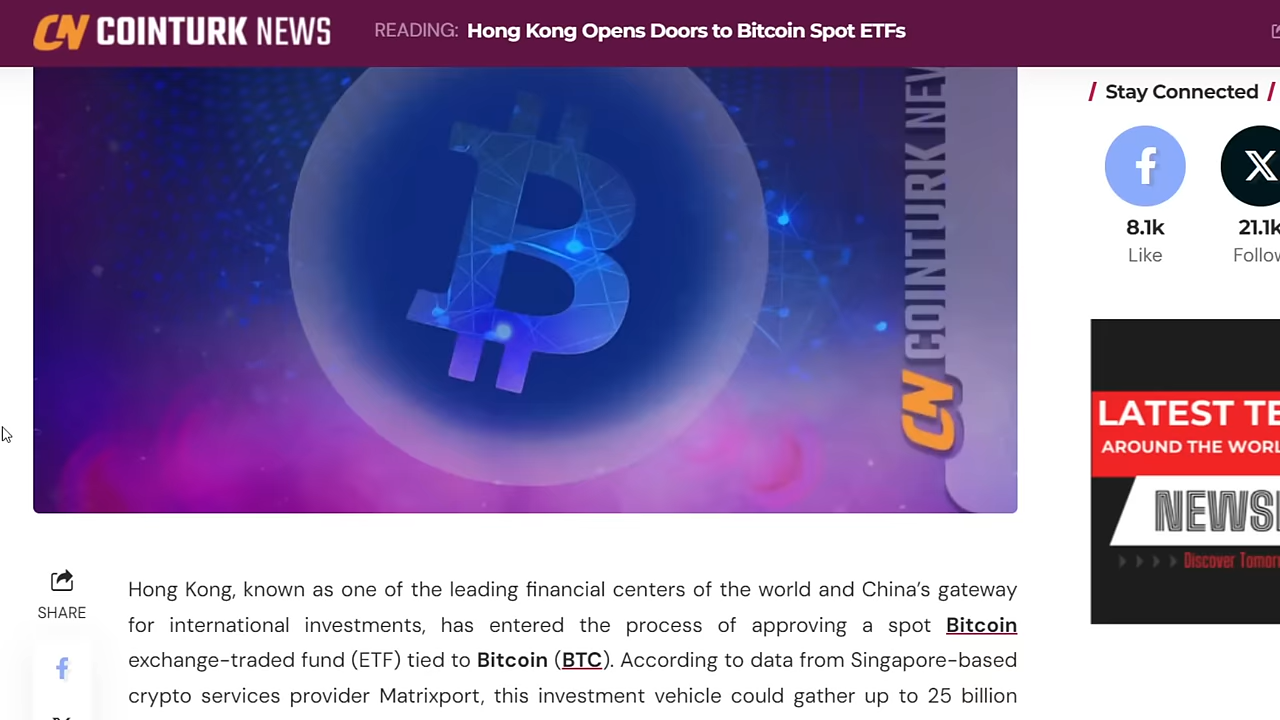 CN COINTURK NEWS
READING: Hong Kong Opens Doors to Bitcoin Spot ETFs
CN COINTURK
Stay Connected
8.1k
Like
LATEST
AROUND THE
Discover
SHARE
Hong Kong, known as one of the leading financial centers of the world and China’s gateway
for international investments, has entered the process of approving a spot Bitcoin
exchange-traded fund (ETF) tied to Bitcoin (BTC). According to data from Singapore-based
crypto services provider Matrixport, this investment vehicle could gather up to 25 billion